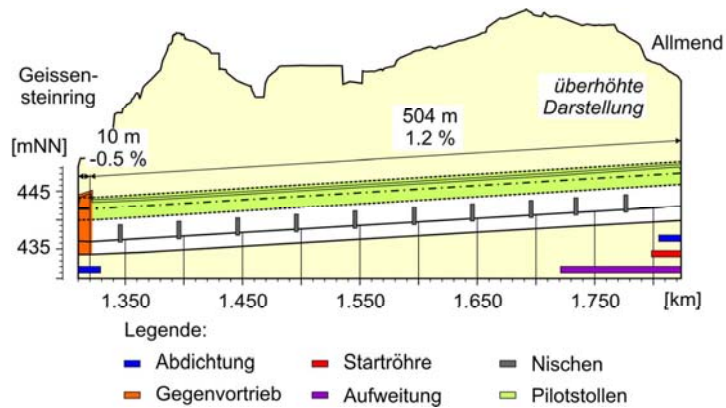 Geissen-
steinring
Allmend
überhöhte
Darstellung
504 m
1.2 %
10 m
-0.5 %
[mNN]
445
435
1.350 1.450 1.550 1.650 1.750 [km]
Legende:
Abdichtung Startröhre Nischen
Gegenvortrieb Aufweitung Pilotstollen